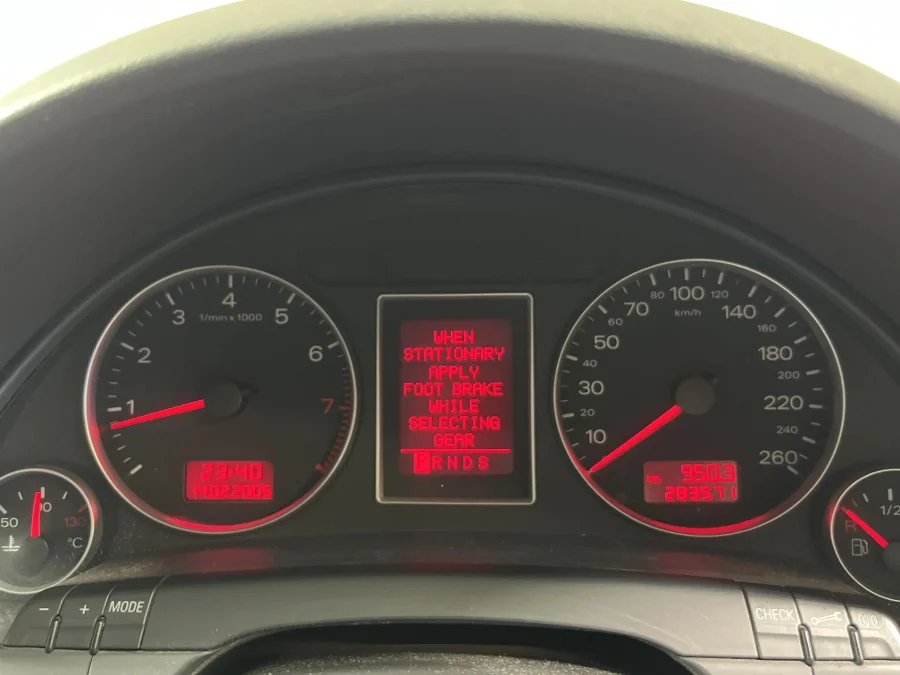 1
2
3
4
5
6
7
1/min x 1000
23:40
14.02.2005
WHEN
STATIONARY
APPLY
FOOT BRAKE
WHILE
SELECTING
GEAR
PRNDS
10
20
30
40
50
60
70
80
100
120
140
160
180
200
220
240
260
km/h
950.3
283571
50
130
°C
R
1/2
−
+
MODE
CHECK
0.0